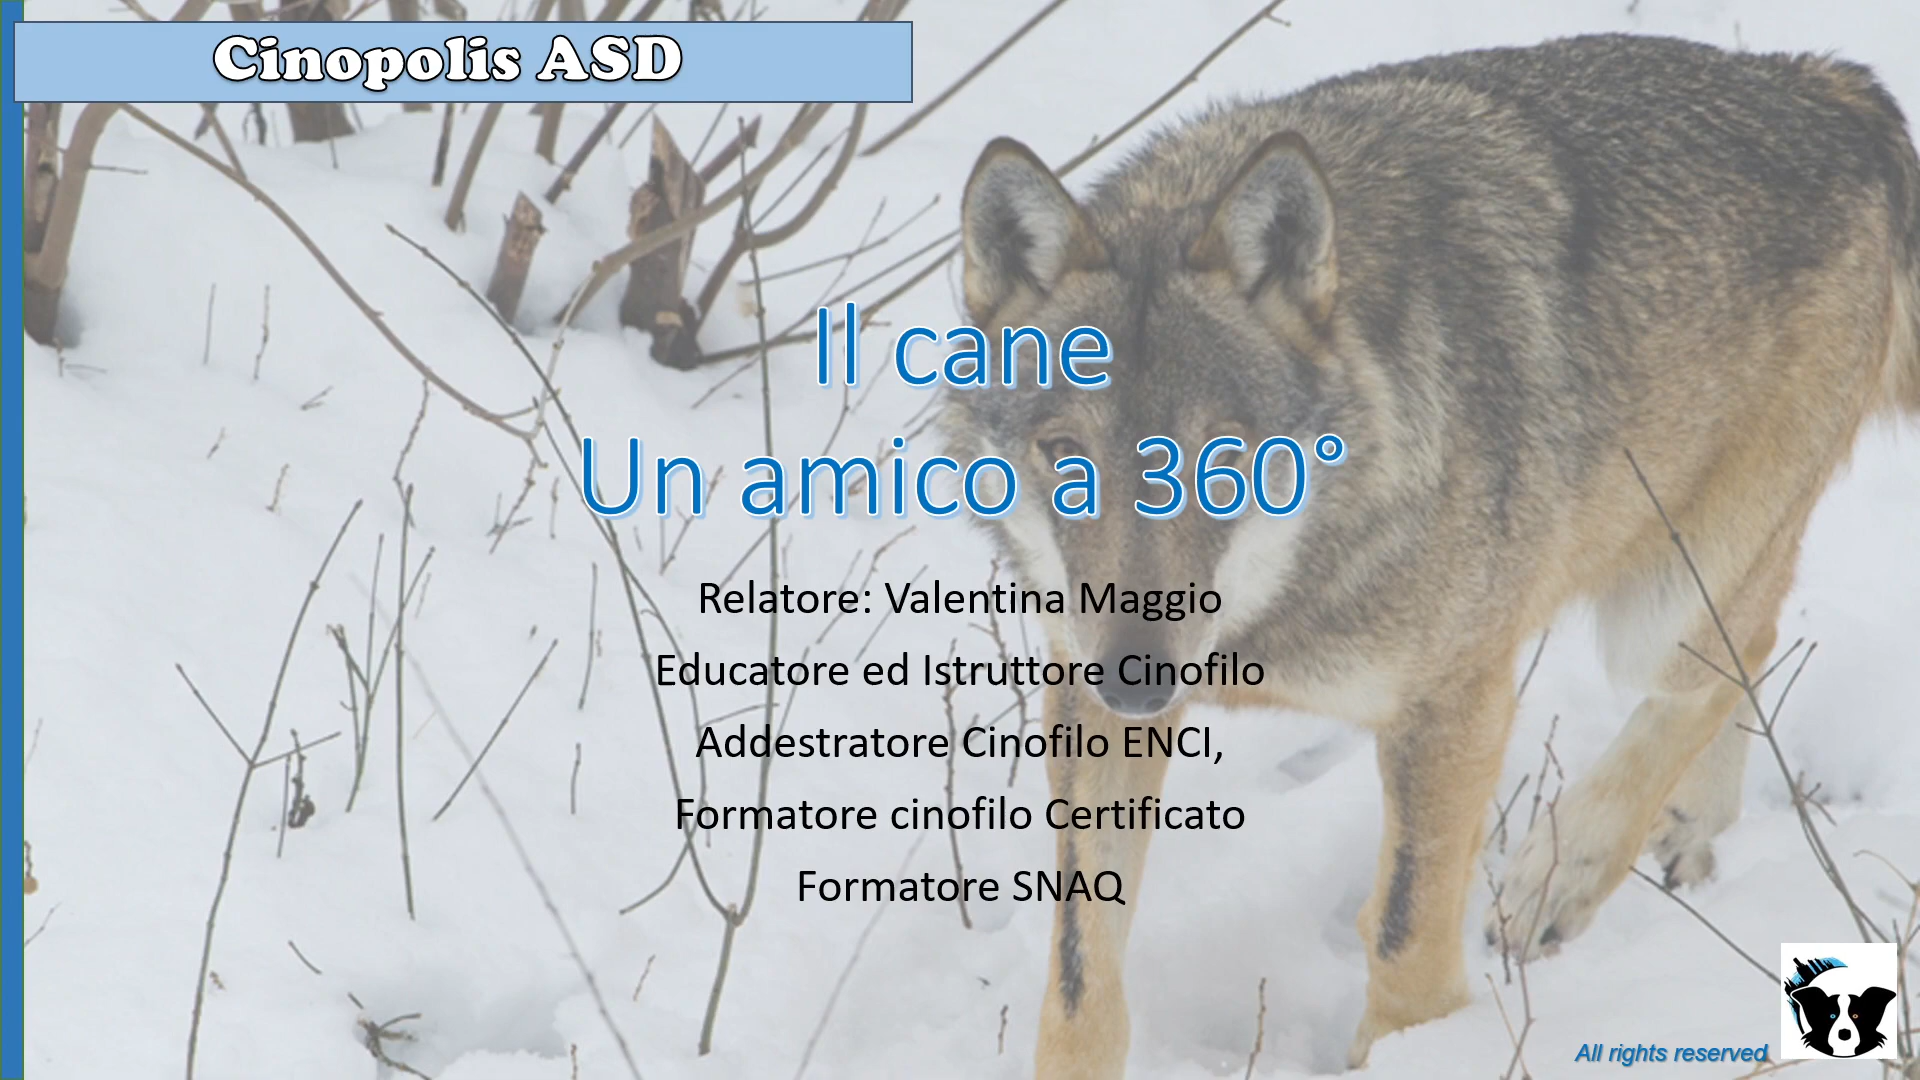 Cinopolis ASD
Il cane
Un amico a 360°
Relatore: Valentina Maggio
Educatore ed Istruttore Cinofilo
Addestratore Cinofilo ENCI,
Formatore cinofilo Certificato
Formatore SNAQ
All rights reserved